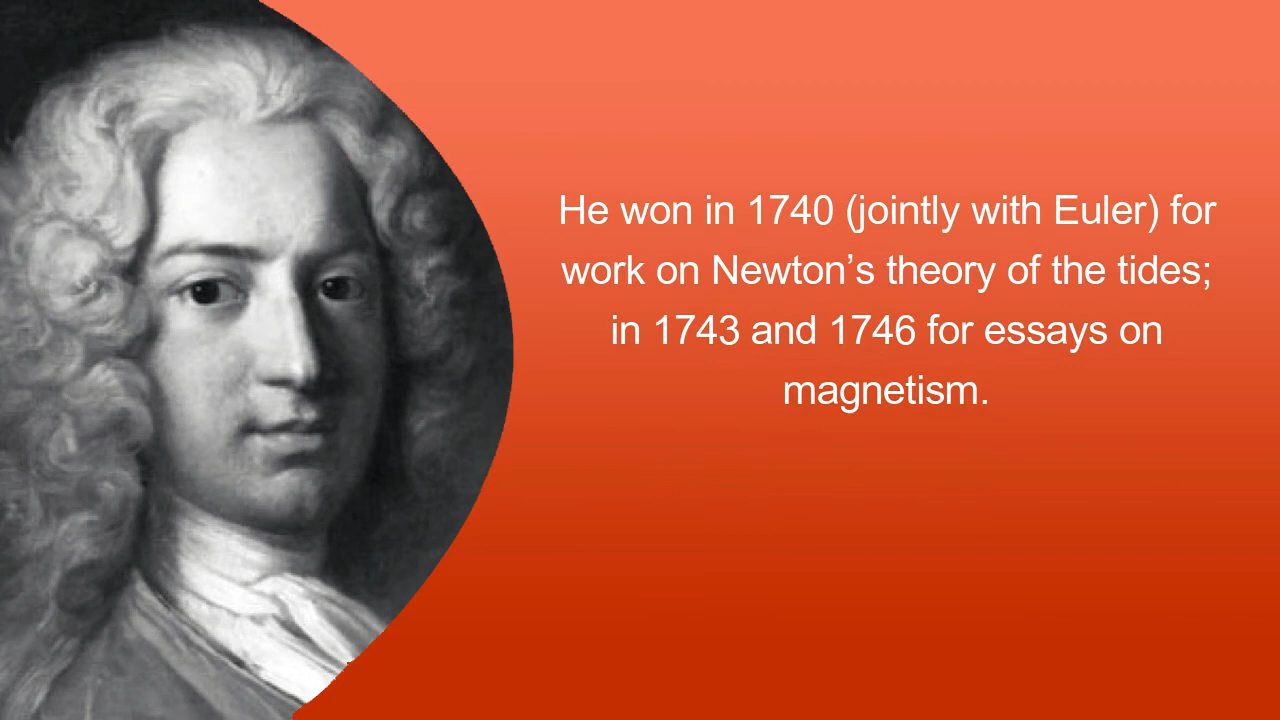 He won in 1740 (jointly with Euler) for
work on Newton’s theory of the tides;
in 1743 and 1746 for essays on
magnetism.